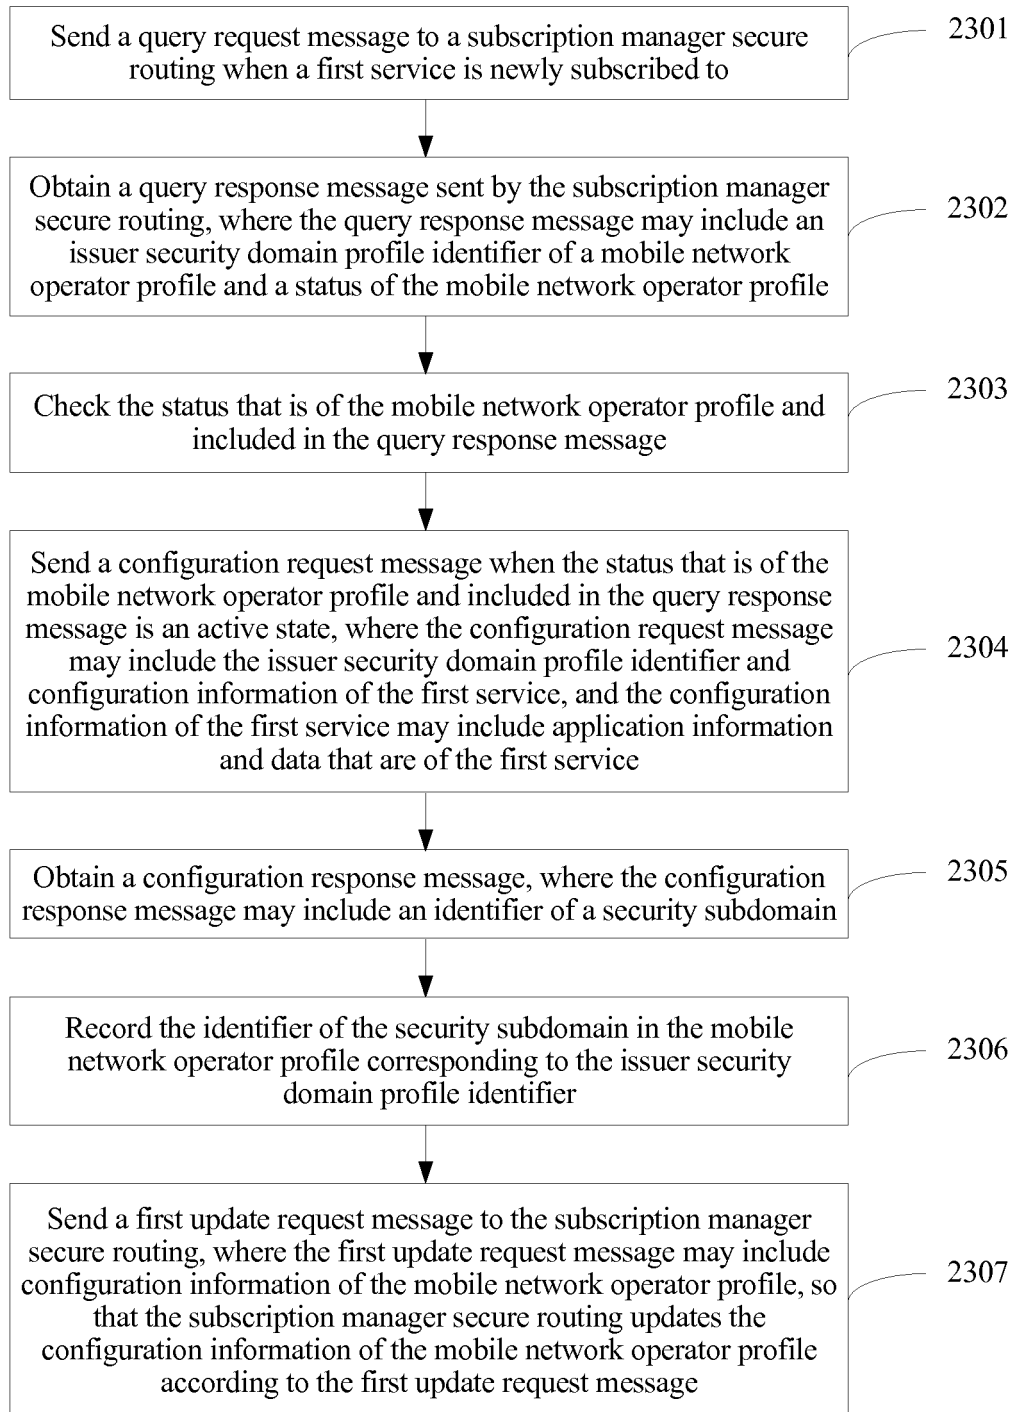 Send a query request message to a subscription manager secure
routing when a first service is newly subscribed to
2301
Obtain a query response message sent by the subscription manager
secure routing, where the query response message may include an
issuer security domain profile identifier of a mobile network
operator profile and a status of the mobile network operator profile
2302
Check the status that is of the mobile network operator profile and
included in the query response message
2303
Send a configuration request message when the status that is of the
mobile network operator profile and included in the query response
message is an active state, where the configuration request message
may include the issuer security domain profile identifier and
configuration information of the first service, and the configuration
information of the first service may include application information
and data that are of the first service
2304
Obtain a configuration response message, where the configuration
response message may include an identifier of a security subdomain
2305
Record the identifier of the security subdomain in the mobile
network operator profile corresponding to the issuer security
domain profile identifier
2306
Send a first update request message to the subscription manager
secure routing, where the first update request message may include
configuration information of the mobile network operator profile, so
that the subscription manager secure routing updates the
configuration information of the mobile network operator profile
according to the first update request message
2307